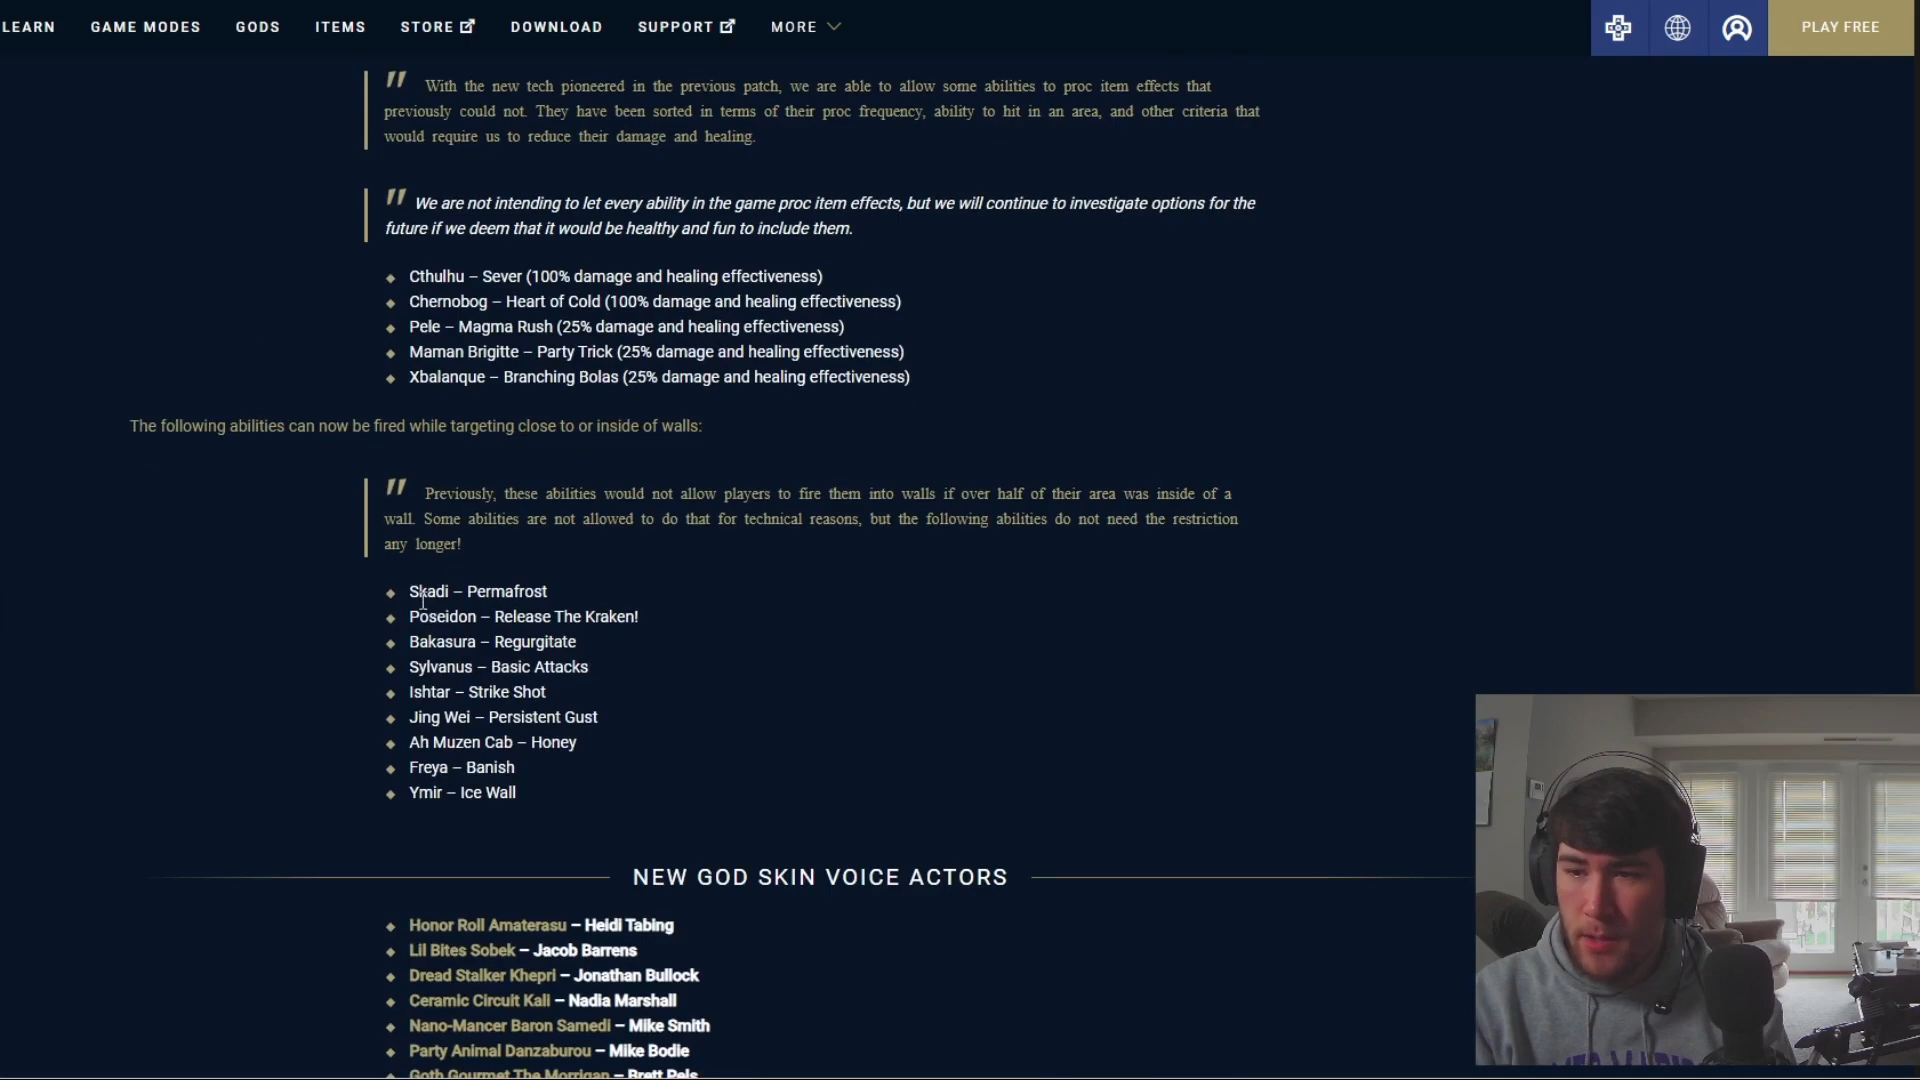 LEARN GAME MODES GODS ITEMS STORE DOWNLOAD SUPPORT MORE PLAY FREE
" With the new tech pioneered in the previous patch, we are able to allow some abilities to proc item effects that
previously could not. They have been sorted in terms of their proc frequency, ability to hit in an area, and other criteria that
would require us to reduce their damage and healing.
" We are not intending to let every ability in the game proc item effects, but we will continue to investigate options for the
future if we deem that it would be healthy and fun to include them.
Cthulhu – Sever (100% damage and healing effectiveness)
Chernobog – Heart of Cold (100% damage and healing effectiveness)
Pele – Magma Rush (25% damage and healing effectiveness)
Maman Brigitte – Party Trick (25% damage and healing effectiveness)
Xbalanque – Branching Bolas (25% damage and healing effectiveness)
The following abilities can now be fired while targeting close to or inside of walls:
" Previously, these abilities would not allow players to fire them into walls if over half of their area was inside of a
wall. Some abilities are not allowed to do that for technical reasons, but the following abilities do not need the restriction
any longer!
Skadi – Permafrost
Poseidon – Release The Kraken!
Bakasura – Regurgitate
Sylvanus – Basic Attacks
Ishtar – Strike Shot
Jing Wei – Persistent Gust
Ah Muzen Cab – Honey
Freya – Banish
Ymir – Ice Wall
NEW GOD SKIN VOICE ACTORS
Honor Roll Amaterasu – Heidi Tabing
Lil Bites Sobek – Jacob Barrens
Dread Stalker Khepri – Jonathan Bullock
Ceramic Circuit Kali – Nadia Marshall
Nano-Mancer Baron Samedi – Mike Smith
Party Animal Danzaburou – Mike Bodie
Goth Gourmet The Morrigan – Brett Pels